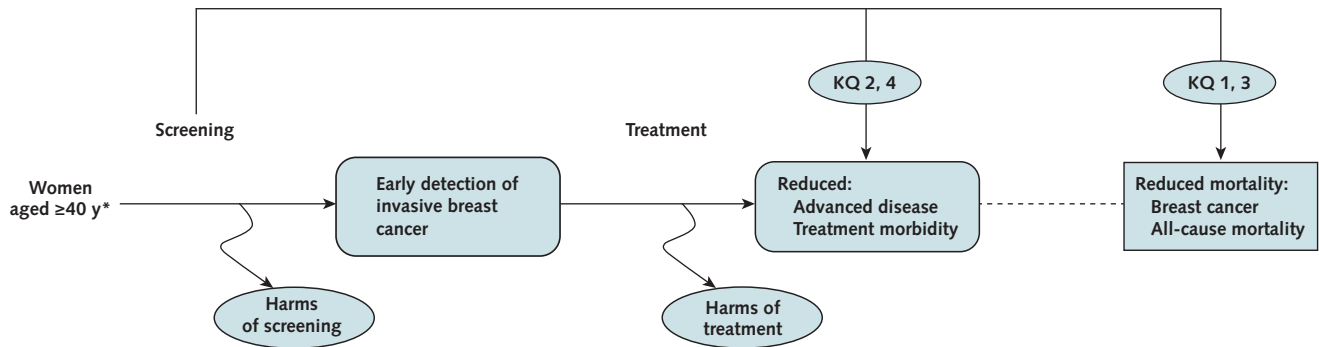 KQ 2, 4
KQ 1, 3
Screening
Treatment
Women
aged ≥40 y*
Early detection of
invasive breast
cancer
Reduced:
Advanced disease
Treatment morbidity
Reduced mortality:
Breast cancer
All-cause mortality
Harms
of screening
Harms of
treatment